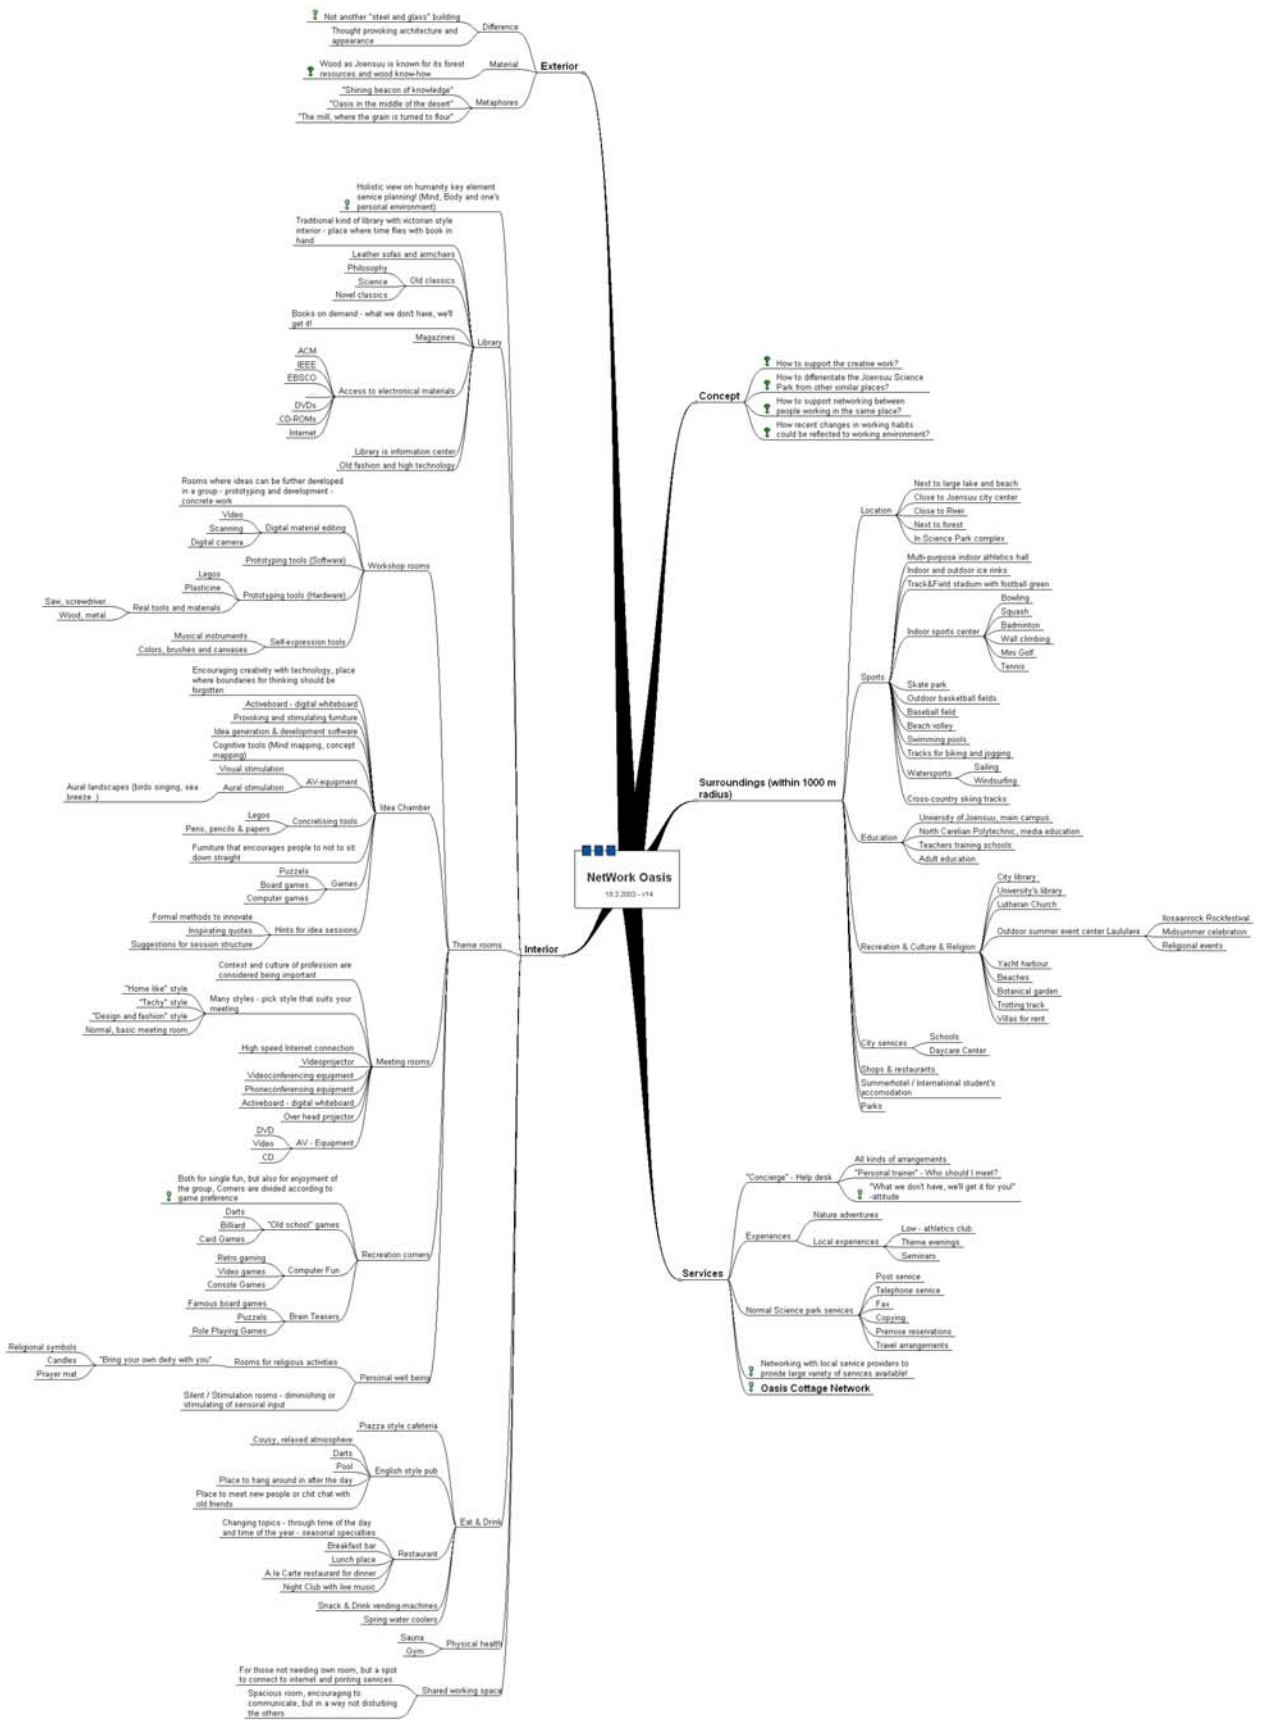 Not another "steel and glass" building
Thought provoking architecture and
appearance
Difference
Wood as Joensuu is known for its forest
resources and wood know-how
Material
"Shining beacon of knowledge"
"Oasis in the middle of the desert"
"The mill, where the grain is turned to flour"
Metaphores
Exterior
Holistic view on humanity key element
service planning! (Mind, Body and one's
personal environment)
Traditional kind of library with victorian style
interior - place where time flies with book in
hand
Leather sofas and armchairs
Philosophy
Science
Novel classics
Old classics
Books on demand - what we don't have, we'll
get it!
Magazines
Library
ACM
IEEE
EBSCO
DVDs
CD-ROMs
Internet
Access to electronical materials
Library is information center
Old fashion and high technology
Rooms where ideas can be further developed
in a group - prototyping and development -
concrete work
Video
Scanning
Digital camera
Digital material editing
Prototyping tools (Software)
Workshop rooms
Legos
Plasticine
Saw, screwdriver..
Wood, metal
Real tools and materials
Prototyping tools (Hardware)
Musical instruments
Colors, brushes and canvases
Self-expression tools
Encouraging creativity with technology, place
where boundaries for thinking should be
forgotten
Activeboard - digital whiteboard
Provoking and stimulating furniture
Idea generation & development software
Cognitive tools (Mind mapping, concept
mapping)
Visual stimulation
Aural landscapes (birds singing, sea
breeze..)
Aural stimulation
AV-equipment
Idea Chamber
Legos
Pens, pencils & papers
Concretising tools
Furniture that encourages people to not to sit
down straight
Puzzels
Board games
Computer games
Games
Formal methods to innovate
Inspirating quotes
Suggestions for session structure
Hints for idea sessions
Theme rooms
Interior
Context and culture of profession are
considered being important
"Home like" style
"Techy" style
"Design and fashion" style
Normal, basic meeting room
Many styles - pick style that suits your
meeting
High speed Internet connection
Videoprojector
Videoconferencing equipment
Phoneconferensing equipment
Activeboard - digital whiteboard
Over head projector
Meeting rooms
DVD
Video
CD
AV - Equipment
Both for single fun, but also for enjoyment of
the group, Corners are divided according to
game preference
Darts
Billiard
Card Games
"Old school" games
Retro gaming
Video games
Console Games
Computer Fun
Recreation corners
Famous board games
Puzzels
Role Playing Games
Brain Teasers
Religional symbols
Candles
Prayer mat
"Bring your own deity with you"
Rooms for religious activities
Silent / Stimulation rooms - diminishing or
stimulating of sensoral input
Personal well being
Piazza style cafeteria
Cousy, relaxed atmosphere
Darts
Pool
Place to hang around in after the day
Place to meet new people or chit chat with
old friends
English style pub
Changing topics - through time of the day
and time of the year - seasonal specialties
Breakfast bar
Lunch place
A la Carte restaurant for dinner
Night Club with live music
Restaurant
Eat & Drink
Snack & Drink vending-machines
Spring water coolers
Sauna
Gym
Physical health
For those not needing own room, but a spot
to connect to internet and printing services
Spacious room, encouraging to
communicate, but in a way not disturbing
the others
Shared working space
NetWork Oasis
18.3.2003 - v14
Concept
How to support the creative work?
How to differentate the Joensuu Science
Park from other similar places?
How to support networking between
people working in the same place?
How recent changes in working habits
could be reflected to working environment?
Surroundings (within 1000 m
radius)
Location
Next to large lake and beach
Close to Joensuu city center
Close to River
Next to forest
In Science Park complex
Sports
Multi-purpose indoor athletics hall
Indoor and outdoor ice rinks
Track&Field stadium with football green
Indoor sports center
Bowling
Squash
Badminton
Wall climbing
Mini Golf
Tennis
Skate park
Outdoor basketball fields
Baseball field
Beach volley
Swimming pools
Tracks for biking and jogging
Watersports
Sailing
Windsurfing
Cross-country skiing tracks
Education
University of Joensuu, main campus
North Carelian Polytechnic, media education
Teachers training schools
Adult education
Recreation & Culture & Religion
City library
University's library
Lutheran Church
Outdoor summer event center Laululava
Ilosaarirock Rockfestival
Midsummer celebration
Religional events
Yacht harbour
Beaches
Botanical garden
Trotting track
Villas for rent
City services
Schools
Daycare Center
Shops & restaurants
Summerhotel / International student's
accomodation
Parks
Services
"Concierge" - Help desk
All kinds of arrangements
"Personal trainer" - Who should I meet?
"What we don't have, we'll get it for you!"
-attitude
Experiences
Nature adventures
Local experiences
Low - athletics club
Theme evenings
Seminars
Normal Science park services
Post service
Telephone service
Fax
Copying
Premise reservations
Travel arrangements
Networking with local service providers to
provide large variety of services available!
Oasis Cottage Network